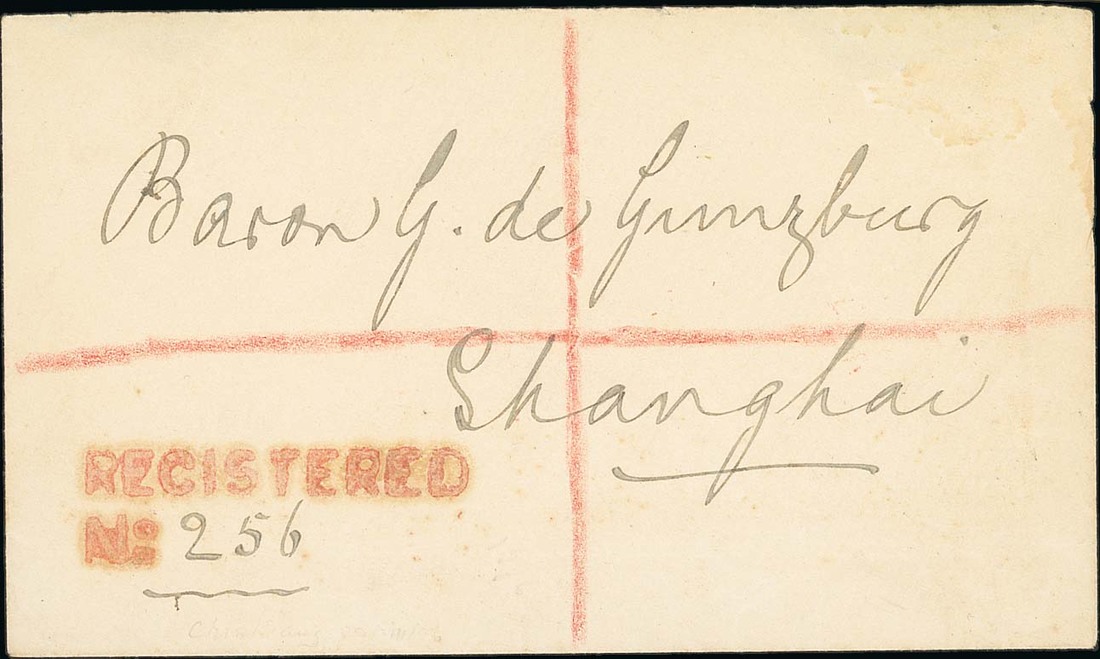 Baron G. de Gunzburg
Shanghai
REGISTERED
No: 256